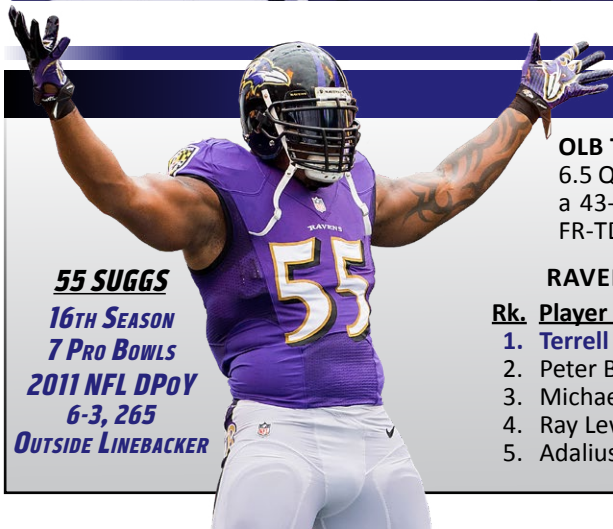 OLB T
6.5 Q
a 43-
FR-TD
RAVENS
55
55 SUGGS
16TH SEASON
7 PRO BOWLS
2011 NFL DPOY
6-3, 265
OUTSIDE LINEBACKER
RAVE
Rk. Player
1. Terrell
2. Peter B
3. Michae
4. Ray Lew
5. Adalius